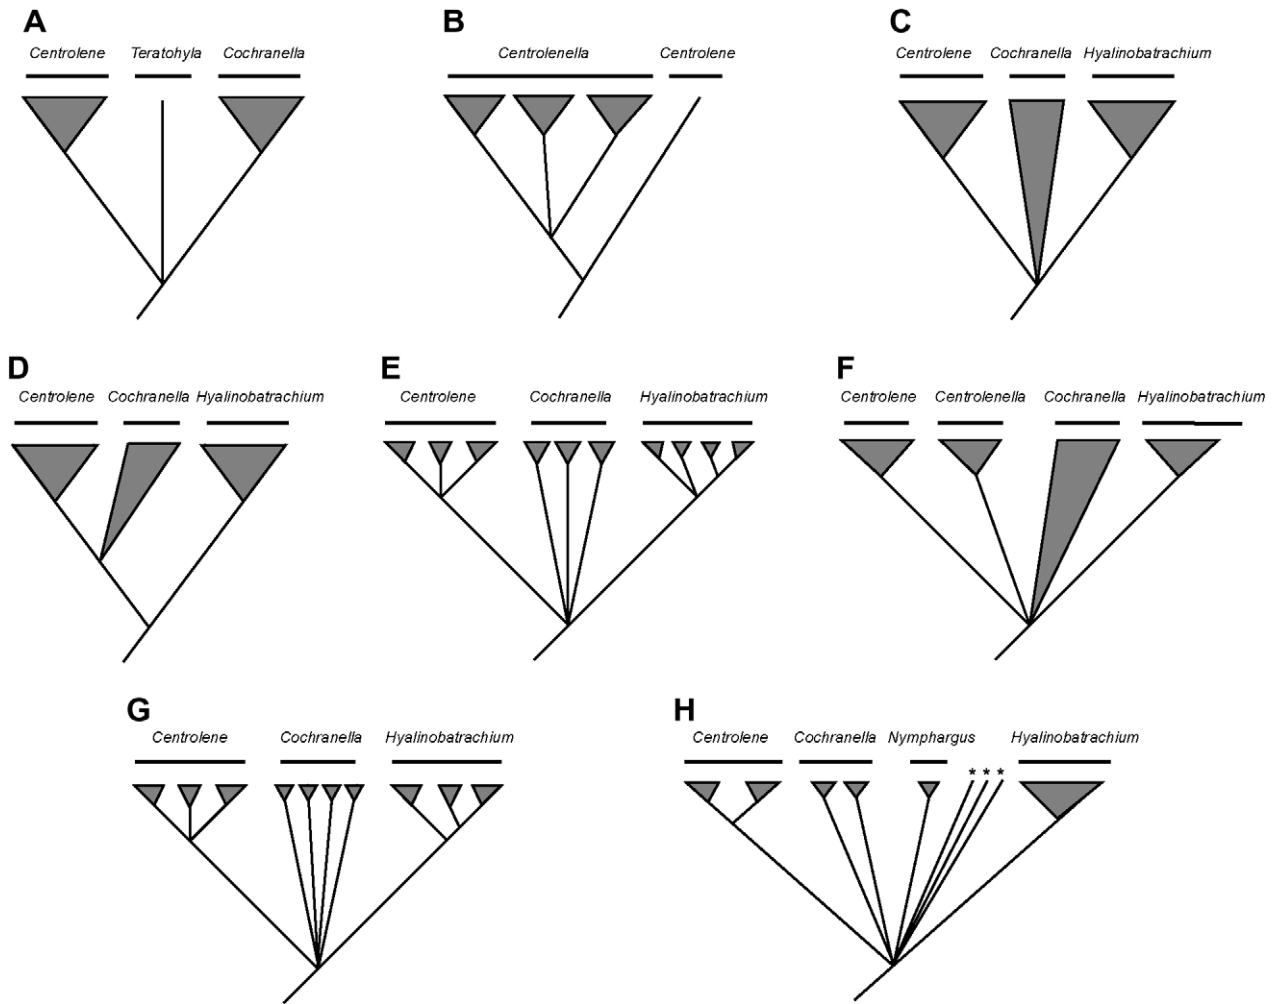 A
Centrolene Teratohyla Cochranella
B
Centrolenella Centrolene
C
Centrolene Cochranella Hyalinobatrachium
D
Centrolene Cochranella Hyalinobatrachium
E
Centrolene Cochranella Hyalinobatrachium
F
Centrolene Centrolenella Cochranella Hyalinobatrachium
G
Centrolene Cochranella Hyalinobatrachium
H
Centrolene Cochranella Nymphargus Hyalinobatrachium
* * *